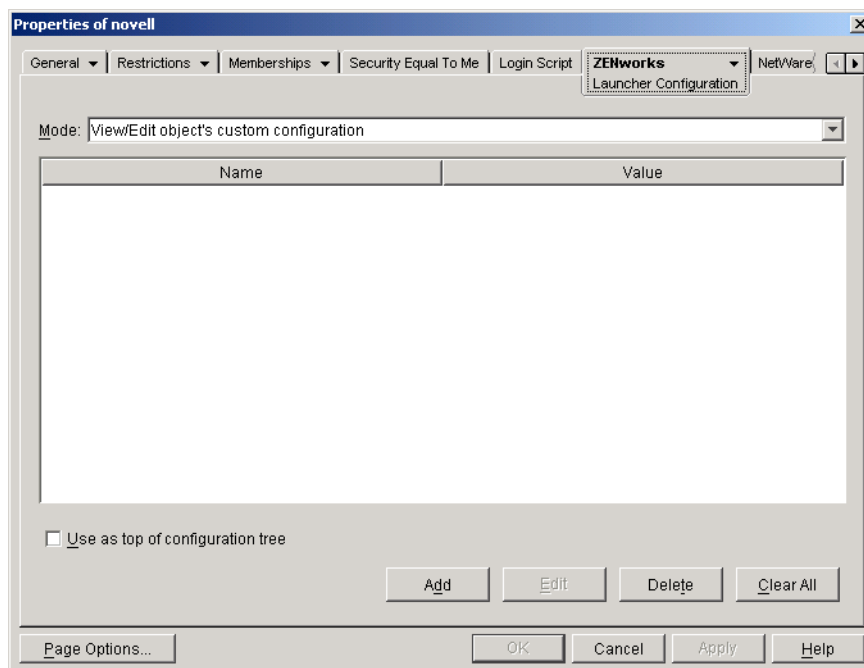 Properties of novell
General Restrictions Memberships Security Equal To Me Login Script ZENworks NetWare
Launcher Configuration
Mode: View/Edit object's custom configuration
Name Value
Use as top of configuration tree
Add Edit Delete Clear All
Page Options... OK Cancel Apply Help